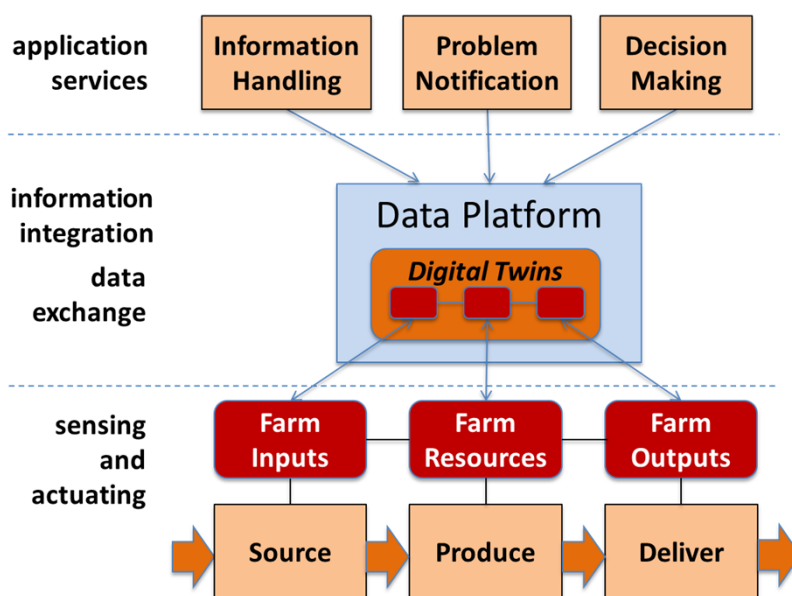 application
services
Information
Handling
Problem
Notification
Decision
Making
information
integration
data
exchange
Data Platform
Digital Twins
sensing
and
actuating
Farm
Inputs
Farm
Resources
Farm
Outputs
Source
Produce
Deliver